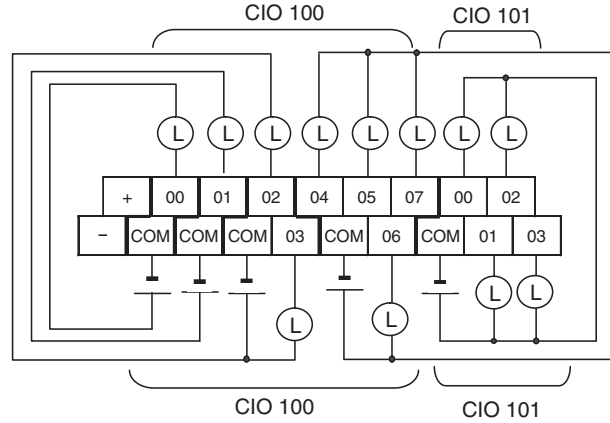 CIO 100 CIO 101
L L L L L L L L
+ 00 01 02 04 05 07 00 02
− COM COM COM 03 COM 06 COM 01 03
L L
L L
CIO 100 CIO 101